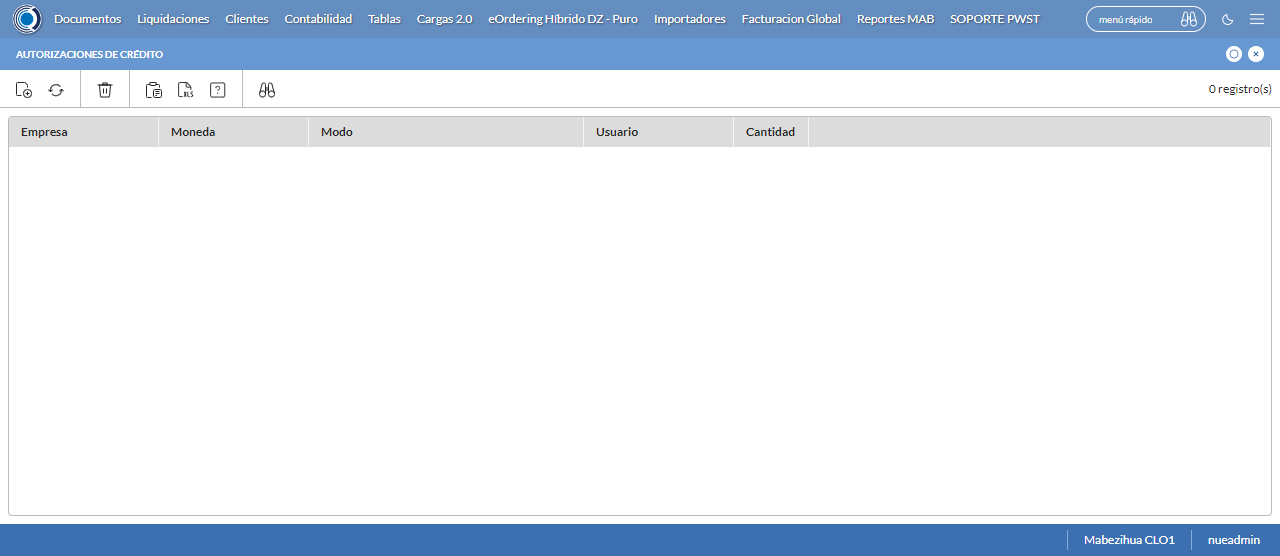 Documentos Liquidaciones Clientes Contabilidad Tablas Cargas 2.0 eOrdering Híbrido DZ - Puro Importadores Facturacion Global Reportes MAB SOPORTE PWST menú rápido
AUTORIZACIONES DE CRÉDITO
XLS ? 0 registro(s)
Empresa Moneda Modo Usuario Cantidad
Mabezihua CLO1 nueadmin